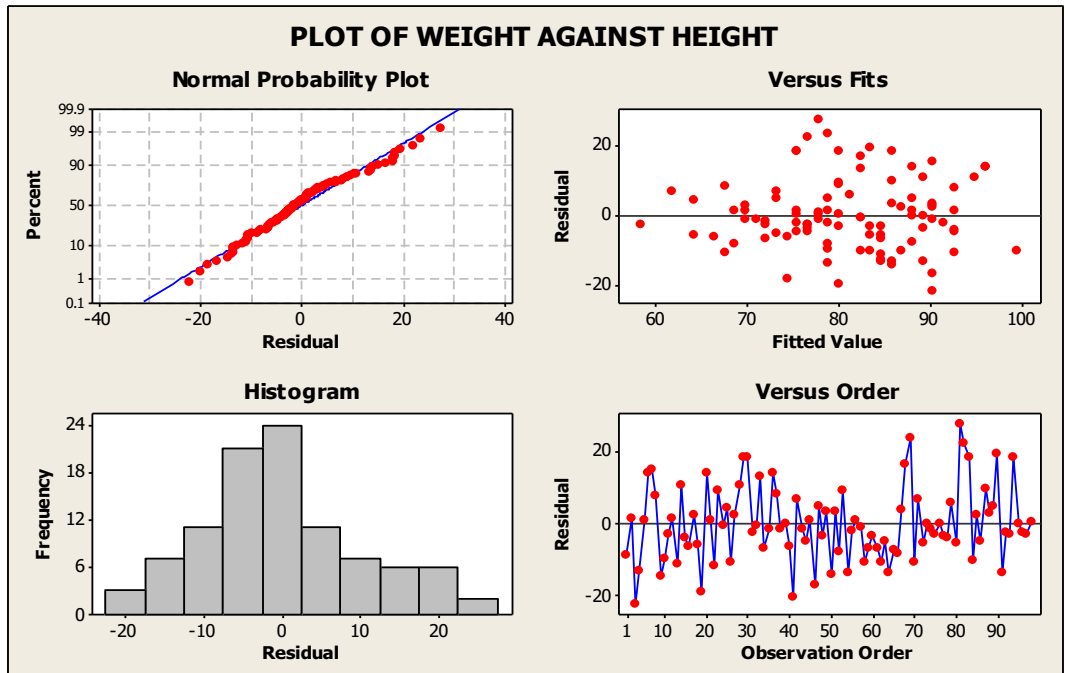 PLOT OF WEIGHT AGAINST HEIGHT
Normal Probability Plot
99.9
99
90
50
10
1
0.1
Percent
-40 -20 0 20 40
Residual
Versus Fits
20
0
-20
Residual
60 70 80 90 100
Fitted Value
Histogram
24
18
12
6
0
Frequency
-20 -10 0 10 20
Residual
Versus Order
20
0
-20
Residual
1 10 20 30 40 50 60 70 80 90
Observation Order